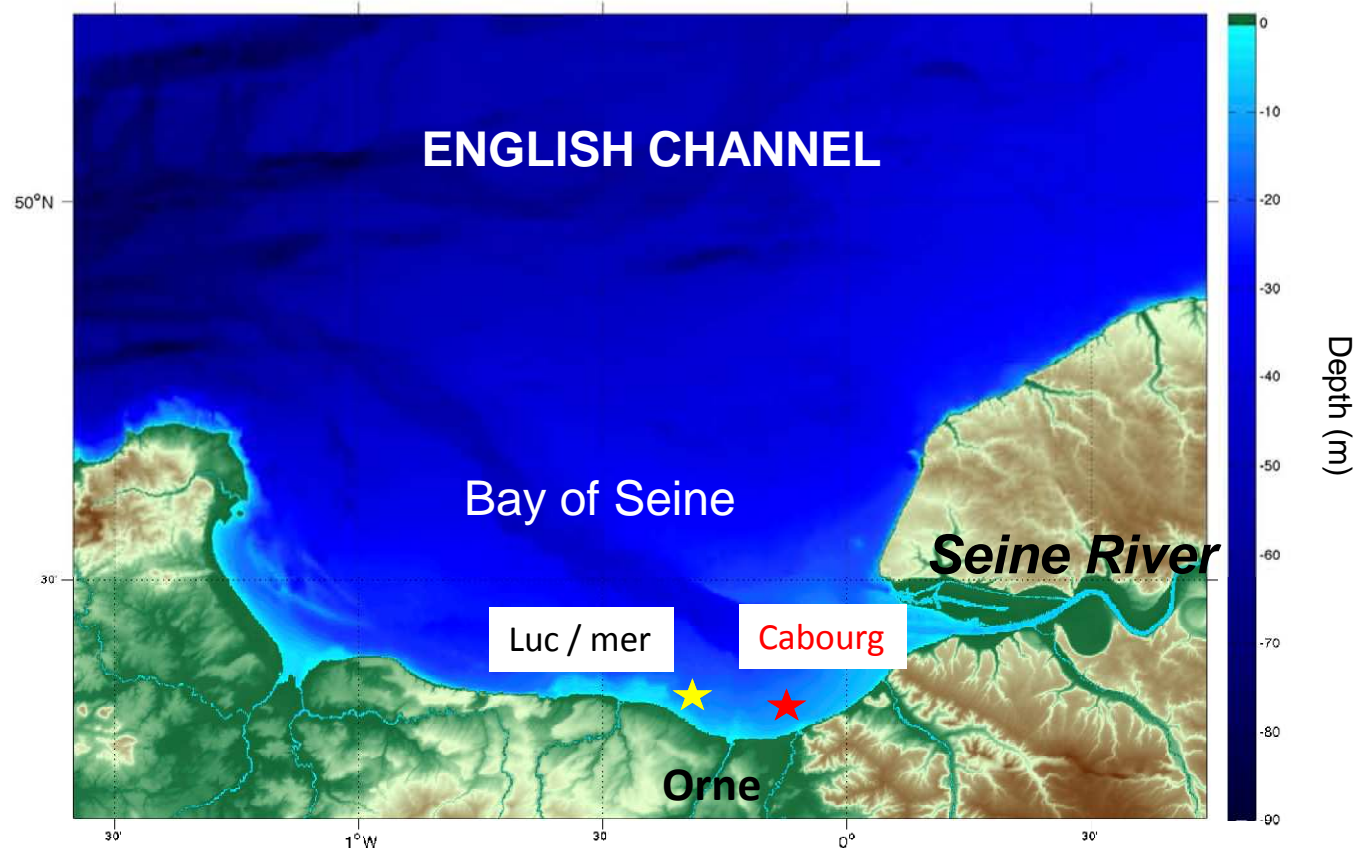 ENGLISH CHANNEL
50°N
Bay of Seine
Seine River
30'
Luc / mer
Cabourg
Orne
30'
1°W
30'
0°
30'
0
-10
-20
-30
-40
-50
-60
-70
-80
-90
Depth (m)